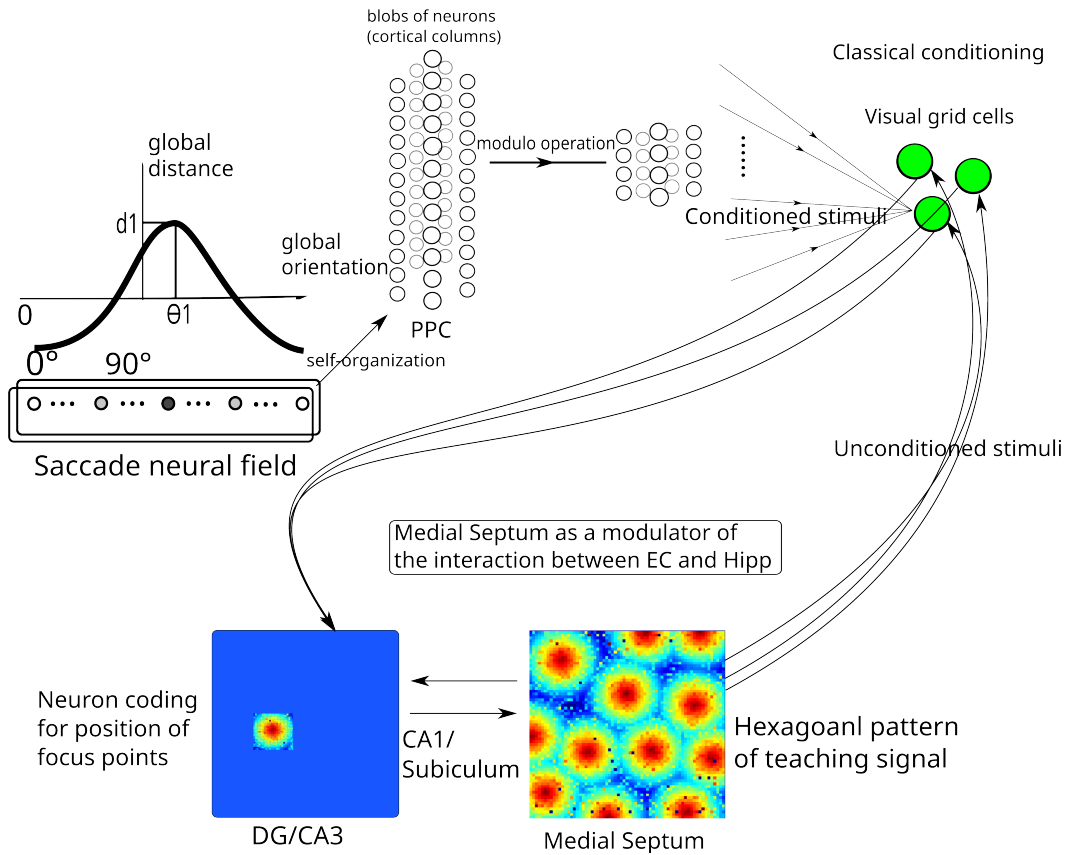 blobs of neurons
(cortical columns)
Classical conditioning
Visual grid cells
global
distance
modulo operation
d1
Conditioned stimuli
global
orientation
0
θ1
PPC
0° 90°
self-organization
Saccade neural field
Unconditioned stimuli
Medial Septum as a modulator of
the interaction between EC and Hipp
Neuron coding
for position of
focus points
CA1/
Subiculum
Hexagoanl pattern
of teaching signal
DG/CA3
Medial Septum